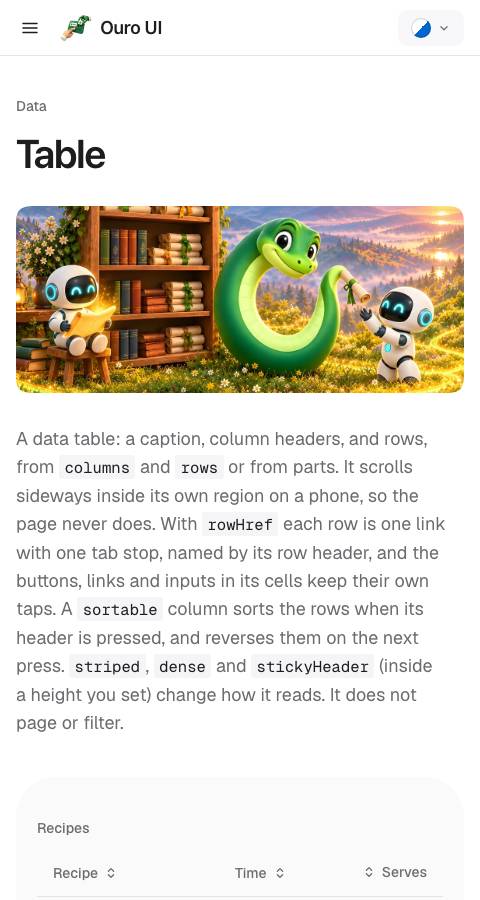 Ouro UI
Data
Table
A data table: a caption, column headers, and rows,
from columns and rows or from parts. It scrolls
sideways inside its own region on a phone, so the
page never does. With rowHref each row is one link
with one tab stop, named by its row header, and the
buttons, links and inputs in its cells keep their own
taps. A sortable column sorts the rows when its
header is pressed, and reverses them on the next
press. striped, dense and stickyHeader (inside
a height you set) change how it reads. It does not
page or filter.
Recipes
Recipe Time Serves